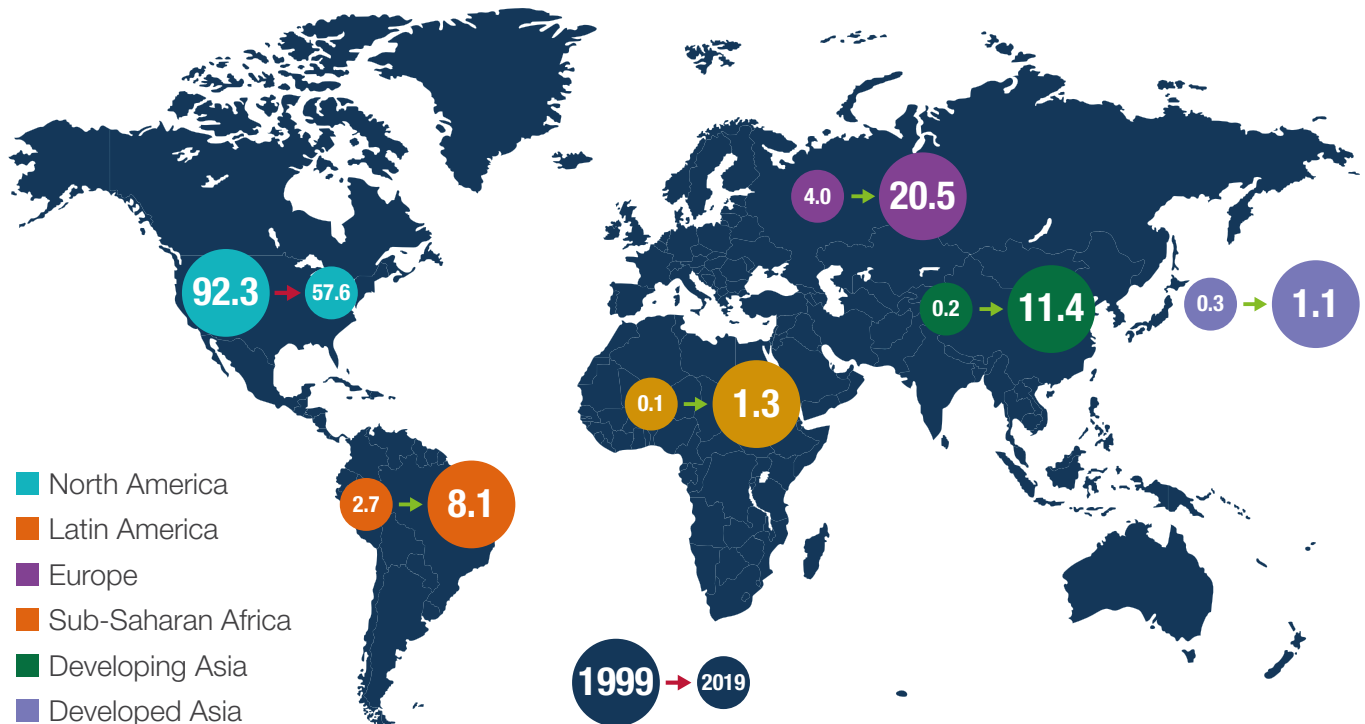 4.0 → 20.5
92.3 → 57.6
0.2 → 11.4
0.3 → 1.1
0.1 → 1.3
2.7 → 8.1
North America
Latin America
Europe
Sub-Saharan Africa
Developing Asia
Developed Asia
1999 → 2019